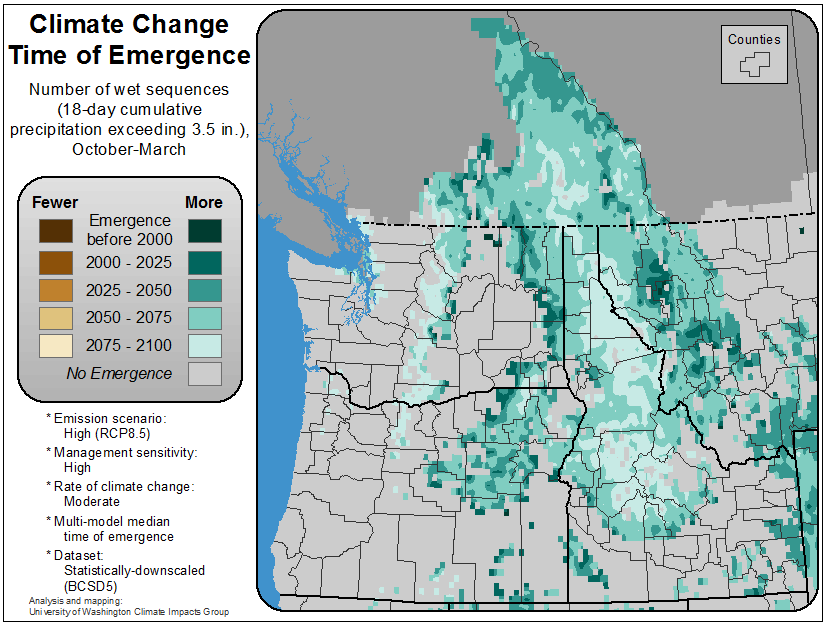 Climate Change
Time of Emergence
Number of wet sequences
(18-day cumulative
precipitation exceeding 3.5 in.),
October-March
Counties
Fewer More
Emergence
before 2000
2000 - 2025
2025 - 2050
2050 - 2075
2075 - 2100
No Emergence
* Emission scenario:
High (RCP8.5)
* Management sensitivity:
High
* Rate of climate change:
Moderate
* Multi-model median
time of emergence
* Dataset:
Statistically-downscaled
(BCSD5)
Analysis and mapping:
University of Washington Climate Impacts Group